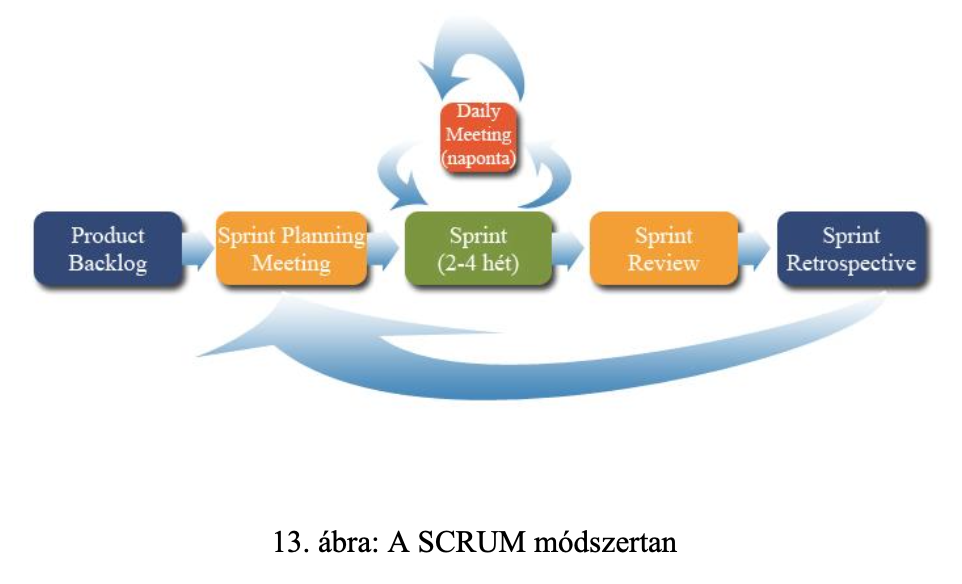 Daily
Meeting
(naponta)
Product
Backlog
Sprint Planning
Meeting
Sprint
(2-4 hét)
Sprint
Review
Sprint
Retrospective
13. ábra: A SCRUM módszertan